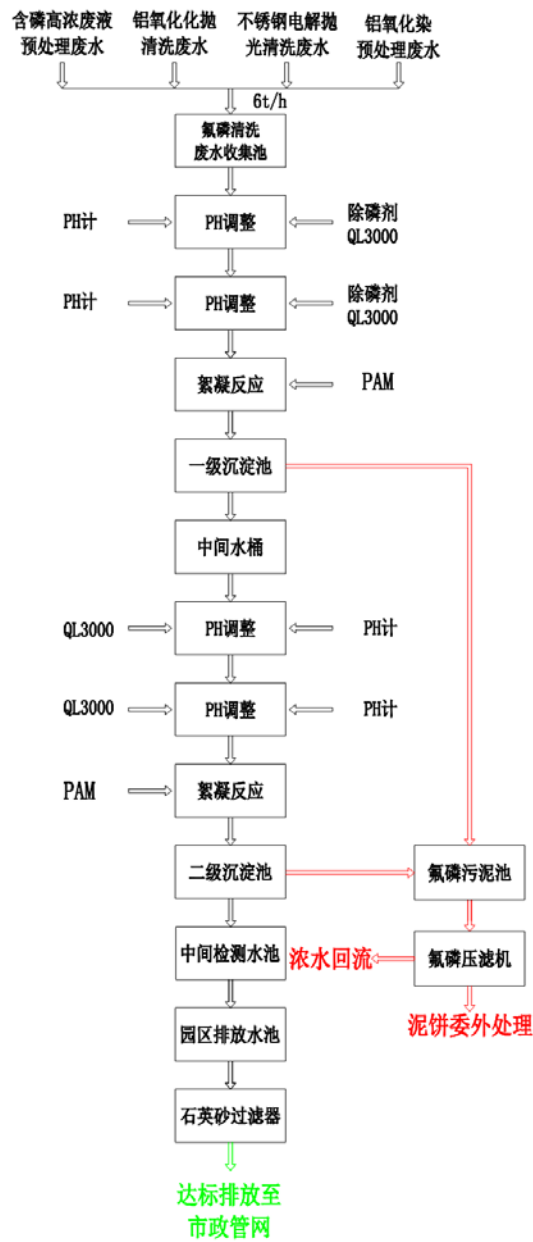 含磷高浓废液
预处理废水
铝氧化化抛
清洗废水
不锈钢电解抛
光清洗废水
铝氧化染
预处理废水
6t/h
氟磷清洗
废水收集池
PH计
PH调整
除磷剂
QL3000
PH计
PH调整
除磷剂
QL3000
絮凝反应
PAM
一级沉淀池
中间水桶
QL3000
PH调整
PH计
QL3000
PH调整
PH计
PAM
絮凝反应
二级沉淀池
氟磷污泥池
中间检测水池
浓水回流
氟磷压滤机
园区排放水池
泥饼委外处理
石英砂过滤器
达标排放至
市政管网